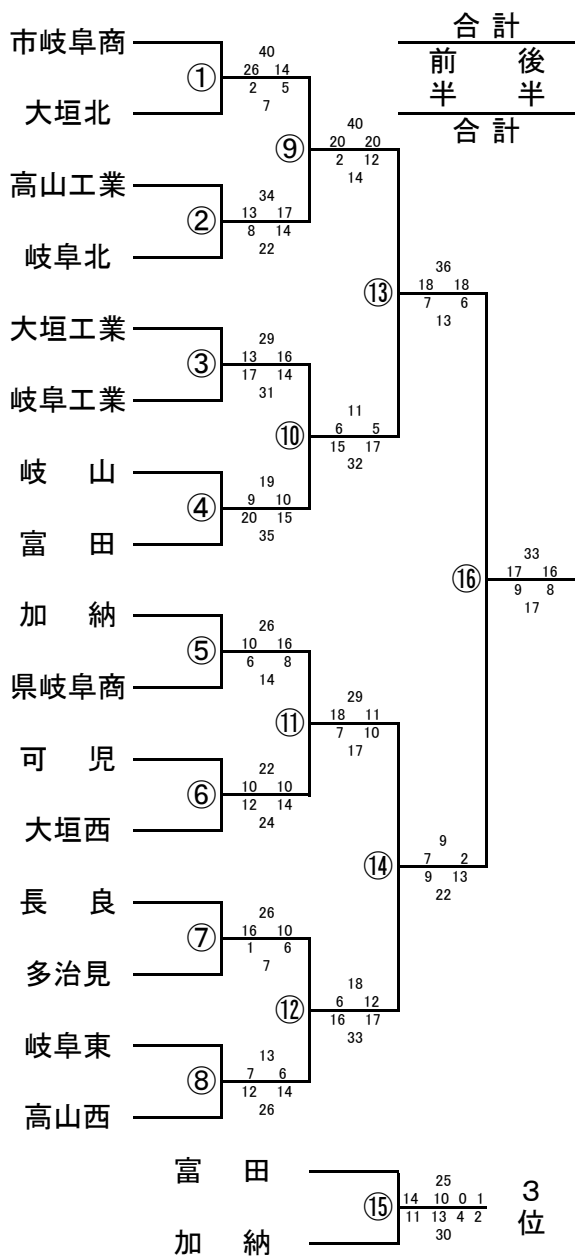 合計
前 後
半 半
合計
市岐阜商
大垣北
① 40
26 14
2 5
7
高山工業
岐阜北
② 34
13 17
8 14
22
⑨ 40
20 20
2 12
14
大垣工業
岐阜工業
③ 29
13 16
17 14
31
岐山
富田
④ 19
9 10
20 15
35
⑩ 11
6 5
15 17
32
⑬ 36
18 18
7 6
13
加納
県岐阜商
⑤ 26
10 16
6 8
14
可児
大垣西
⑥ 22
10 10
12 14
24
⑪ 29
18 11
7 10
17
長良
多治見
⑦ 26
16 10
1 6
7
岐阜東
高山西
⑧ 13
7 6
12 14
26
⑫ 18
6 12
16 17
33
⑭ 9
7 2
9 13
22
⑯ 33
17 16
9 8
17
富田
加納
⑮ 25
14 10 0 1
11 13 4 2
30
3
位